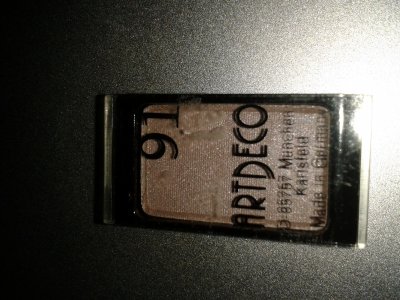 91
ARTDECO
D-85757 München
Karlsfeld
Made in Germany